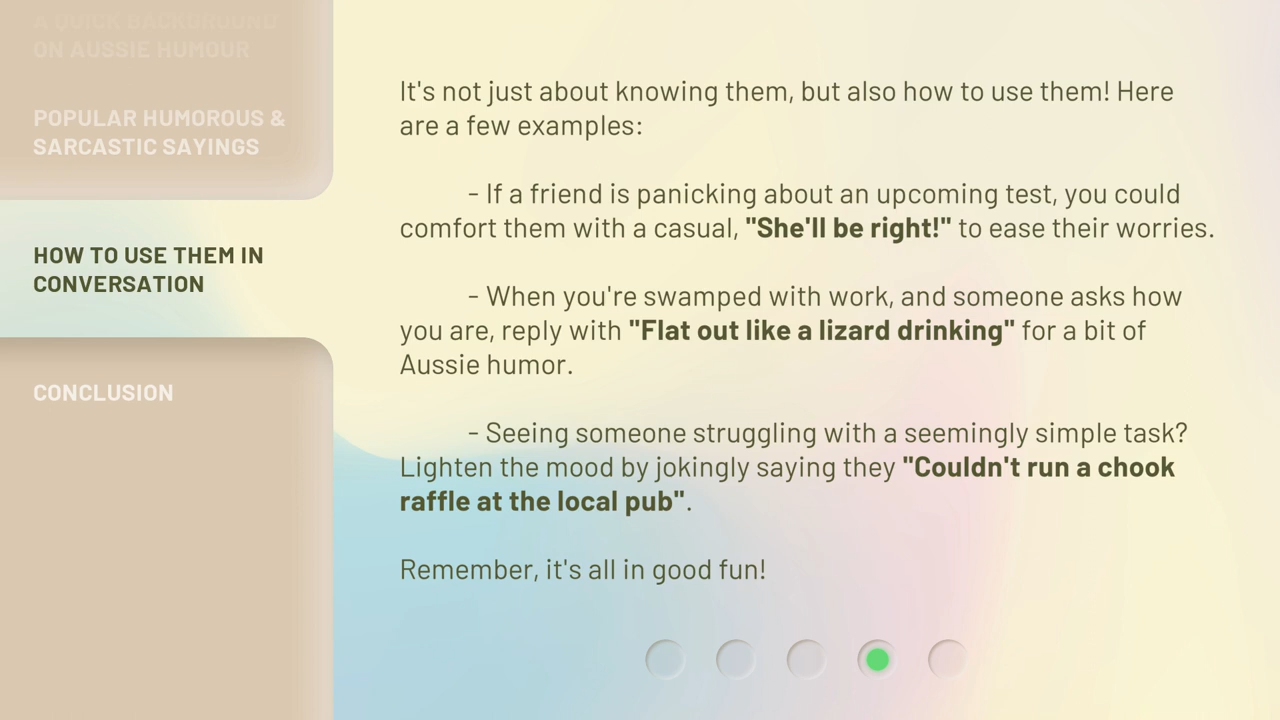 A QUICK BACKGROUND
ON AUSSIE HUMOUR
POPULAR HUMOROUS &
SARCASTIC SAYINGS
HOW TO USE THEM IN
CONVERSATION
CONCLUSION
It's not just about knowing them, but also how to use them! Here
are a few examples:
- If a friend is panicking about an upcoming test, you could
comfort them with a casual, "She'll be right!" to ease their worries.
- When you're swamped with work, and someone asks how
you are, reply with "Flat out like a lizard drinking" for a bit of
Aussie humor.
- Seeing someone struggling with a seemingly simple task?
Lighten the mood by jokingly saying they "Couldn't run a chook
raffle at the local pub".
Remember, it's all in good fun!